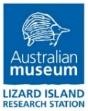 Australian
museum
LIZARD ISLAND
RESEARCH STATION